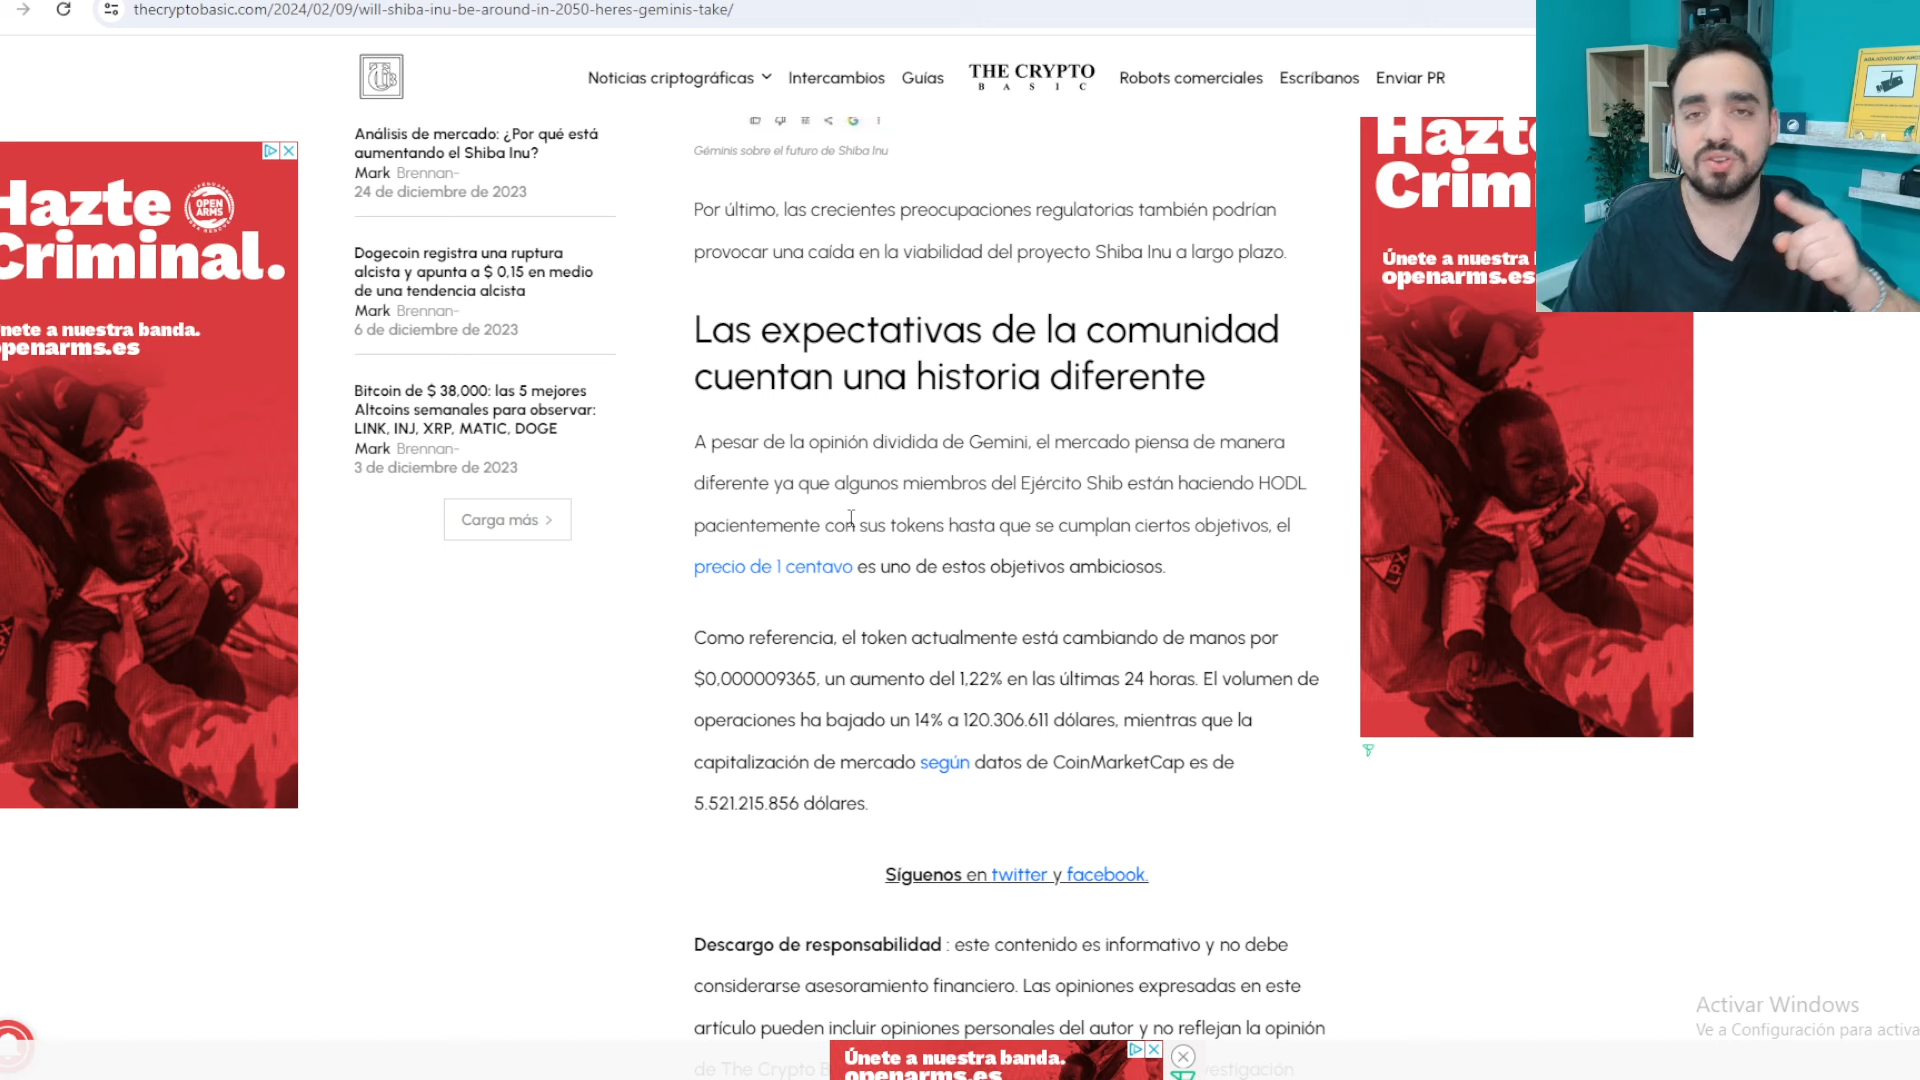 thecryptobasic.com/2024/02/09/will-shiba-inu-be-around-in-2050-heres-geminis-take/
Noticias criptográficas
Intercambios
Guías
THE CRYPTO
BASIC
Robots comerciales
Escríbanos
Enviar PR
Análisis de mercado: ¿Por qué está
aumentando el Shiba Inu?
Mark Brennan-
24 de diciembre de 2023
Dogecoin registra una ruptura
alcista y apunta a $ 0,15 en medio
de una tendencia alcista
Mark Brennan-
6 de diciembre de 2023
Bitcoin de $ 38,000: las 5 mejores
Altcoins semanales para observar:
LINK, INJ, XRP, MATIC, DOGE
Mark Brennan-
3 de diciembre de 2023
Carga más >
Hazte
OPEN
ARMS
Criminal.
nete a nuestra banda.
penarms.es
LPX
Géminis sobre el futuro de Shiba Inu
Por último, las crecientes preocupaciones regulatorias también podrían
provocar una caída en la viabilidad del proyecto Shiba Inu a largo plazo.
Las expectativas de la comunidad
cuentan una historia diferente
A pesar de la opinión dividida de Gemini, el mercado piensa de manera
diferente ya que algunos miembros del Ejército Shib están haciendo HODL
pacientemente con sus tokens hasta que se cumplan ciertos objetivos, el
precio de 1 centavo es uno de estos objetivos ambiciosos.
Como referencia, el token actualmente está cambiando de manos por
$0,000009365, un aumento del 1,22% en las últimas 24 horas. El volumen de
operaciones ha bajado un 14% a 120.306.611 dólares, mientras que la
capitalización de mercado según datos de CoinMarketCap es de
5.521.215.856 dólares.
Síguenos en twitter y facebook.
Descargo de responsabilidad : este contenido es informativo y no debe
considerarse asesoramiento financiero. Las opiniones expresadas en este
artículo pueden incluir opiniones personales del autor y no reflejan la opinión
de The Crypto B
estigación
Únete a nuestra banda.
openarms.es
Hazte
Crim
Únete a nuestra
openarms.es
LPX
Activar Windows
Ve a Configuración para activa